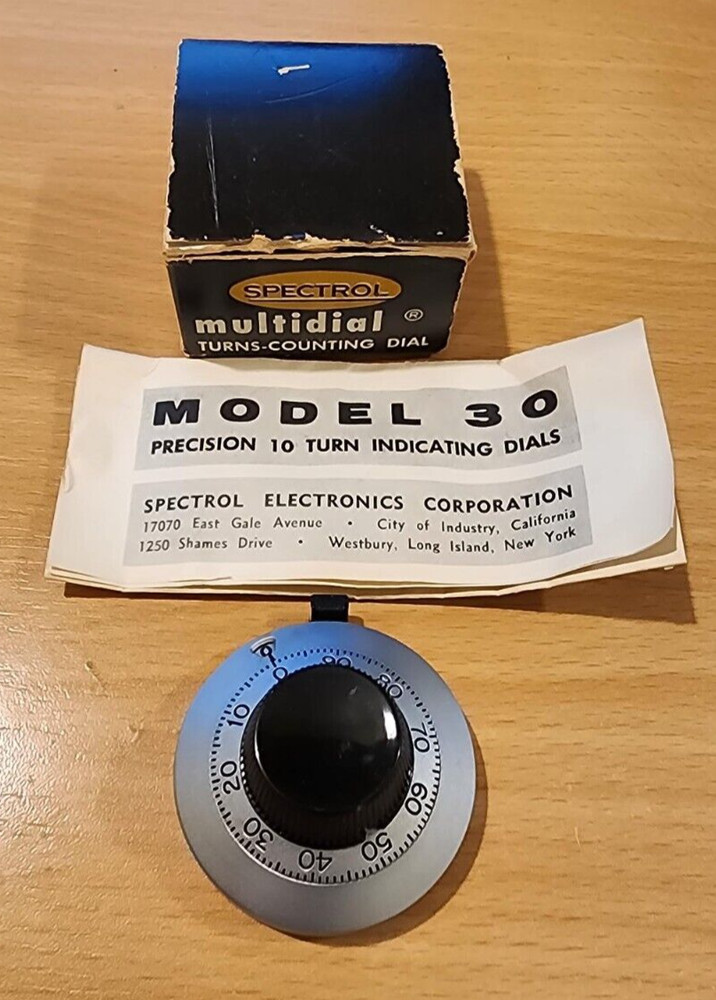 SPECTROL
multidial ®
TURNS-COUNTING DIAL
MODEL 30
PRECISION 10 TURN INDICATING DIALS
SPECTROL ELECTRONICS CORPORATION
17070 East Gale Avenue • City of Industry, California
1250 Shames Drive • Westbury, Long Island, New York
0
0
90
80
70
60
50
40
30
20
10